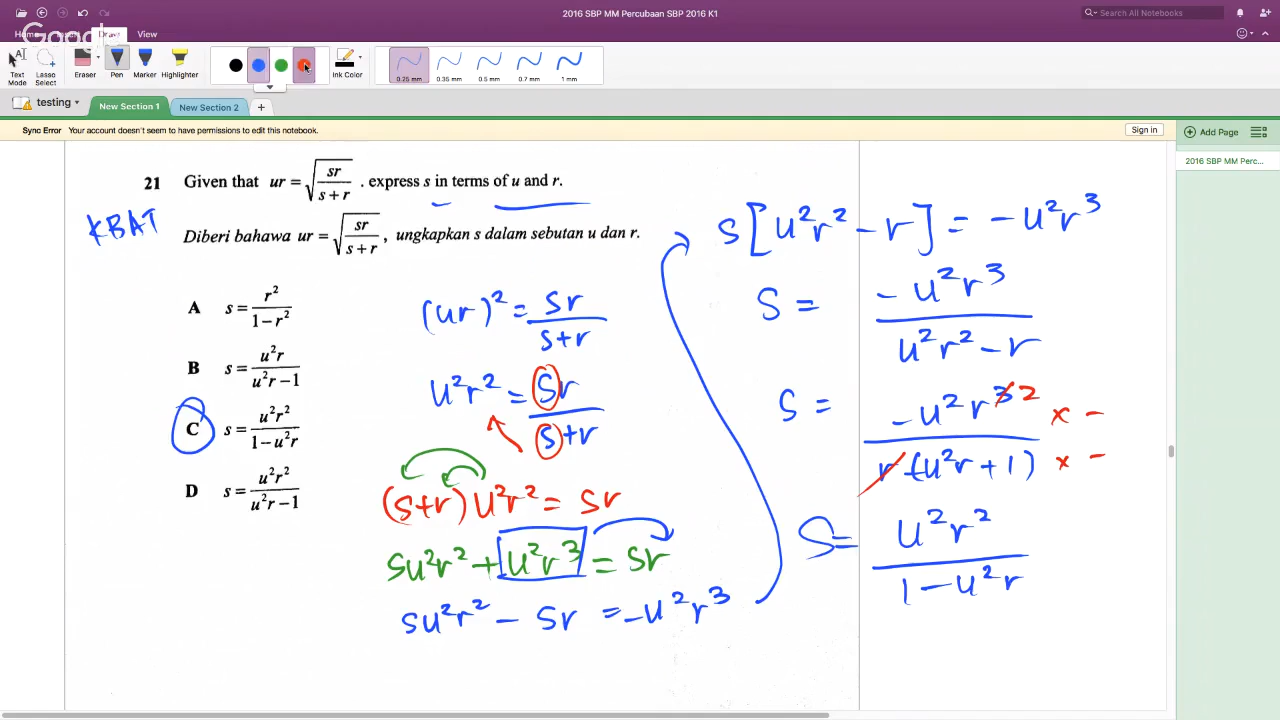 2016 SBP MM Percubaan SBP 2016 K1
Search All Notebooks
Google
Home
Draw
View
Text Mode
Lasso Select
Eraser
Pen
Marker
Highlighter
Ink Color
0.25 mm
0.35 mm
0.5 mm
0.7 mm
1 mm
testing
New Section 1
New Section 2
+
Sync Error Your account doesn't seem to have permissions to edit this notebook.
Sign in
Add Page
2016 SBP MM Perc...
21 Given that ur = √(sr/(s + r)) . express s in terms of u and r.
KBAT
Diberi bahawa ur = √(sr/(s + r)) , ungkapkan s dalam sebutan u dan r.
A s = r²/(1 − r²)
B s = u²r/(u²r − 1)
C s = u²r²/(1 − u²r)
D s = u²r²/(u²r − 1)
(ur)² = sr/(s+r)
u²r² = sr/(s+r)
(s+r)u²r² = sr
su²r² + u²r³ = sr
su²r² − sr = −u²r³
s[u²r² − r] = −u²r³
s = −u²r³/(u²r² − r)
s = −u²r³ 2 x − / r(u²r + 1) x −
s = u²r²/(1 − u²r)